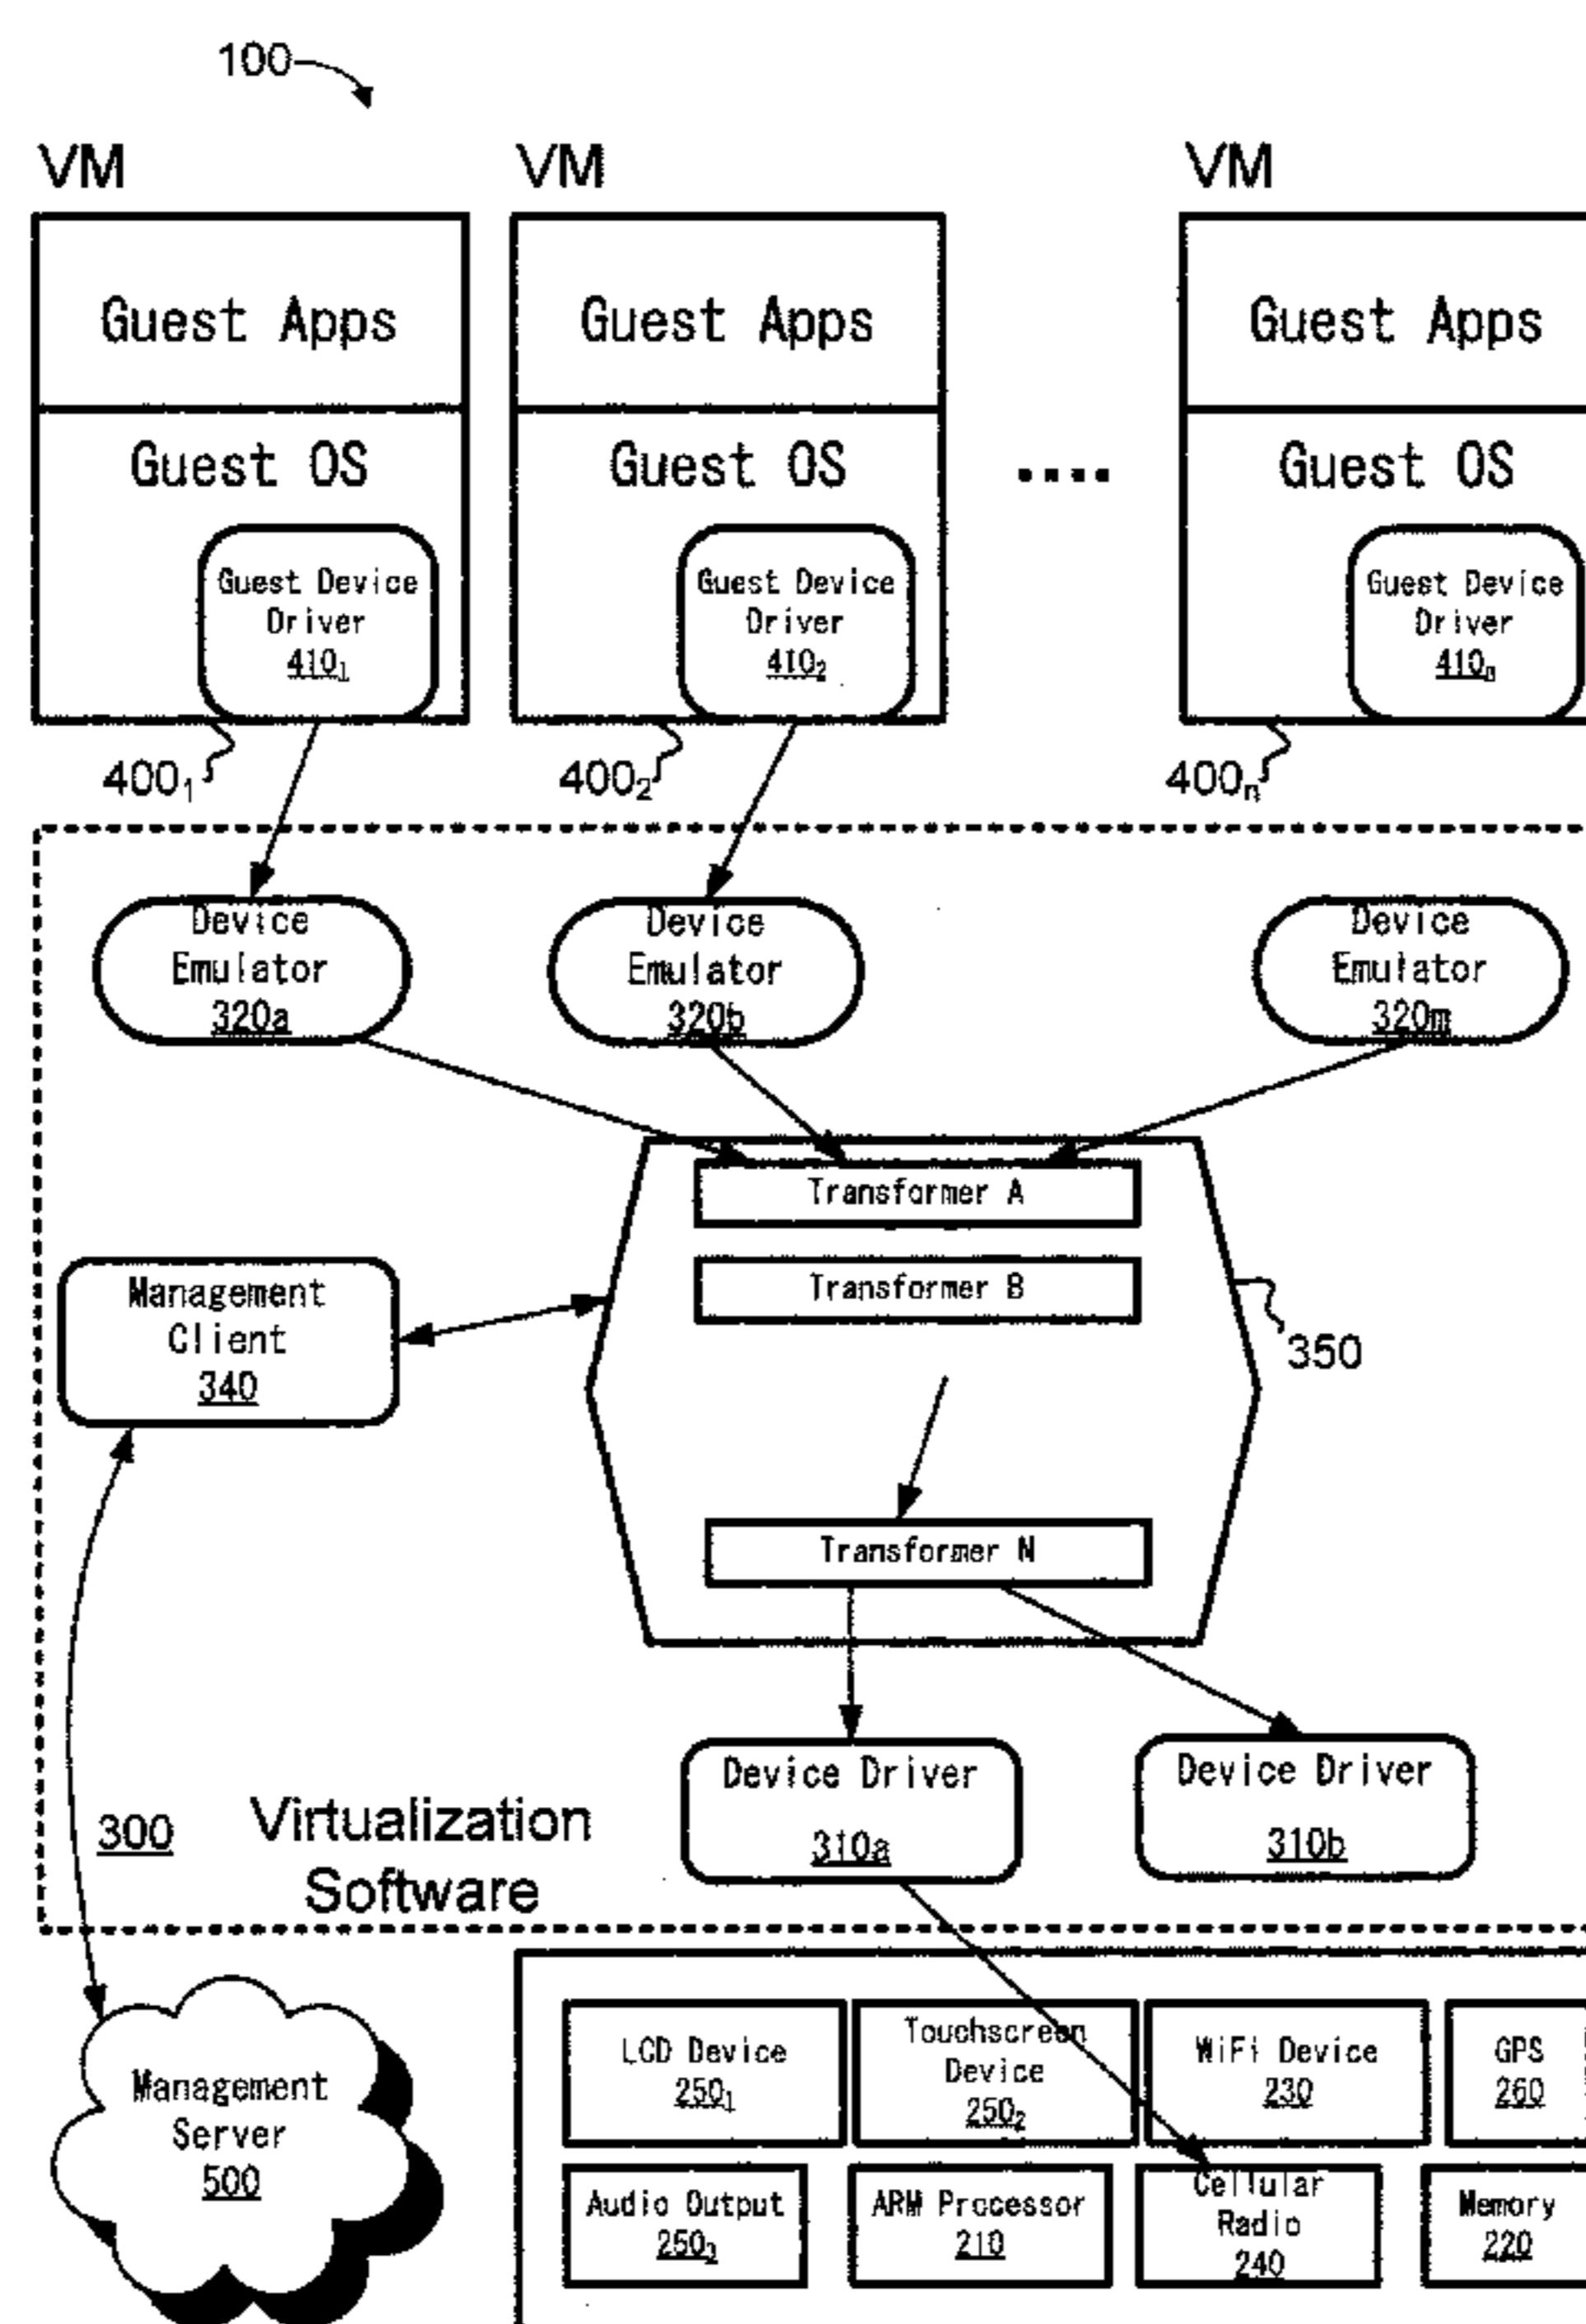 100
VM
VM
VM
Guest Apps
Guest Apps
Guest Apps
Guest OS
Guest OS
....
Guest OS
Guest Device
Driver
410₁
Guest Device
Driver
410₂
Guest Device
Driver
410ₙ
400₁
400₂
400ₙ
Device
Emulator
320a
Device
Emulator
320b
Device
Emulator
320m
Transformer A
Transformer B
Management
Client
340
350
Transformer N
Device Driver
310a
Device Driver
310b
300
Virtualization
Software
Management
Server
500
LCD Device
250₁
Touchscreen
Device
250₂
WiFi Device
230
GPS
260
Audio Output
250₃
ARM Processor
210
Cellular
Radio
240
Memory
220